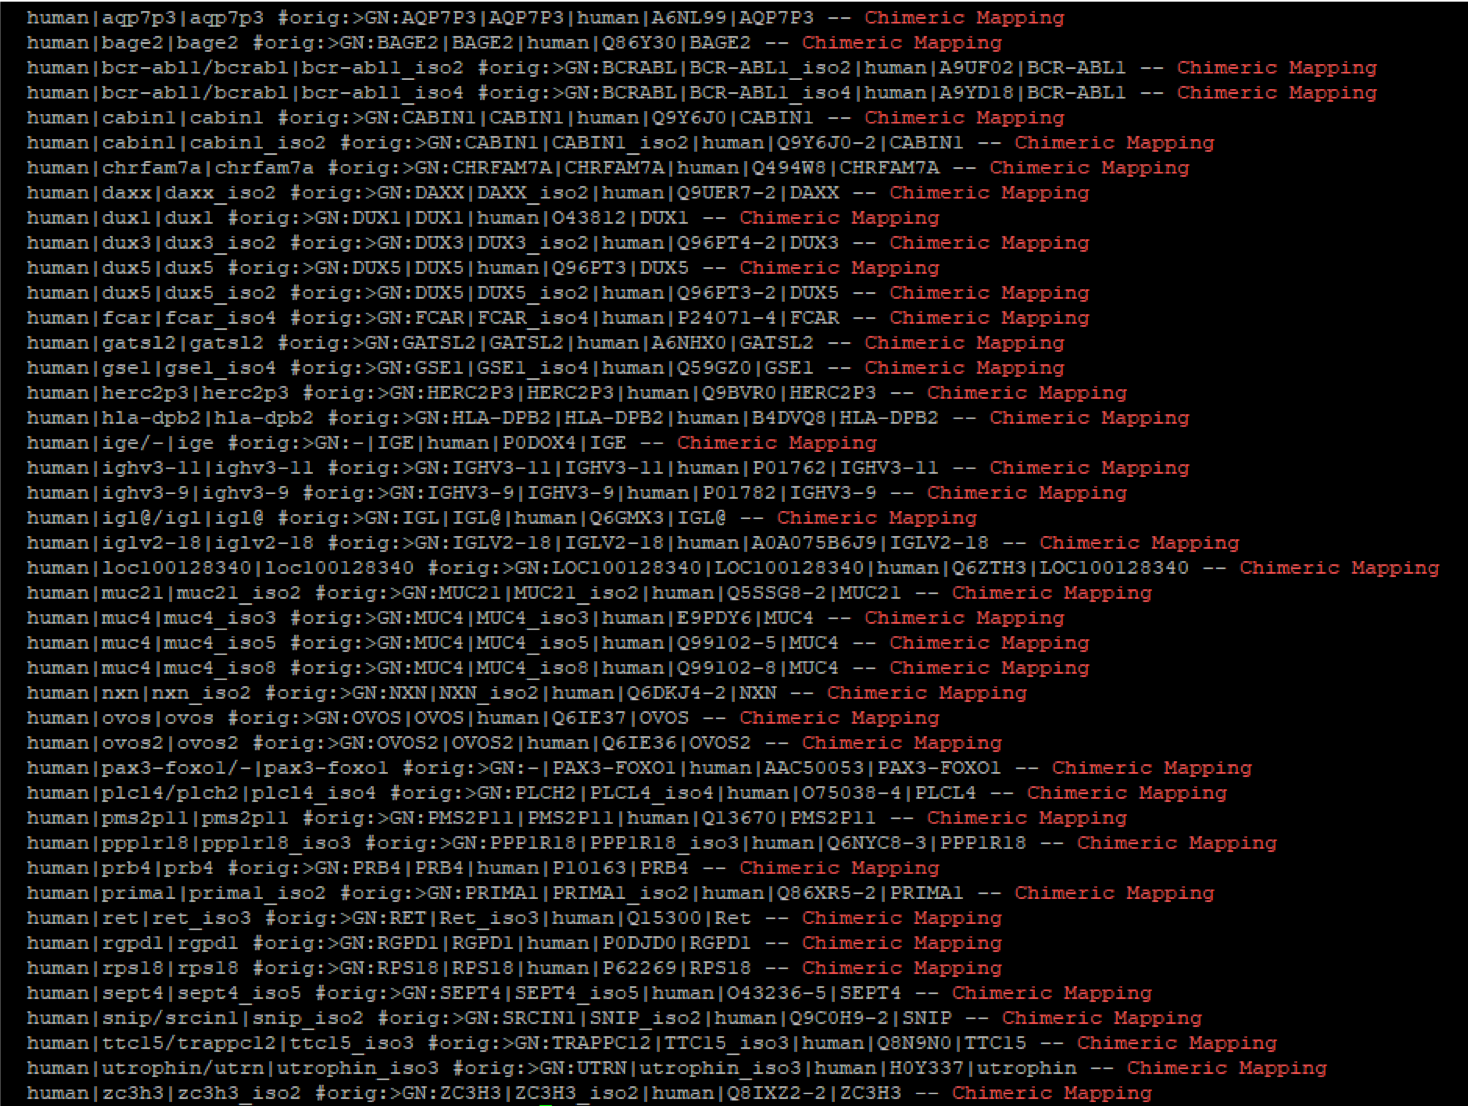 human|aqp7p3|aqp7p3 #orig:>GN:AQP7P3|AQP7P3|human|A6NL99|AQP7P3 -- Chimeric Mapping
human|bage2|bage2 #orig:>GN:BAGE2|BAGE2|human|Q86Y30|BAGE2 -- Chimeric Mapping
human|bcr-abl1/bcrabl|bcr-abl1_iso2 #orig:>GN:BCRABL|BCR-ABL1_iso2|human|A9UF02|BCR-ABL1 -- Chimeric Mapping
human|bcr-abl1/bcrabl|bcr-abl1_iso4 #orig:>GN:BCRABL|BCR-ABL1_iso4|human|A9YD18|BCR-ABL1 -- Chimeric Mapping
human|cabin1|cabin1 #orig:>GN:CABIN1|CABIN1|human|Q9Y6J0|CABIN1 -- Chimeric Mapping
human|cabin1|cabin1_iso2 #orig:>GN:CABIN1|CABIN1_iso2|human|Q9Y6J0-2|CABIN1 -- Chimeric Mapping
human|chrfam7a|chrfam7a #orig:>GN:CHRFAM7A|CHRFAM7A|human|Q494W8|CHRFAM7A -- Chimeric Mapping
human|daxx|daxx_iso2 #orig:>GN:DAXX|DAXX_iso2|human|Q9UER7-2|DAXX -- Chimeric Mapping
human|dux1|dux1 #orig:>GN:DUX1|DUX1|human|O43812|DUX1 -- Chimeric Mapping
human|dux3|dux3_iso2 #orig:>GN:DUX3|DUX3_iso2|human|Q96PT4-2|DUX3 -- Chimeric Mapping
human|dux5|dux5 #orig:>GN:DUX5|DUX5|human|Q96PT3|DUX5 -- Chimeric Mapping
human|dux5|dux5_iso2 #orig:>GN:DUX5|DUX5_iso2|human|Q96PT3-2|DUX5 -- Chimeric Mapping
human|fcar|fcar_iso4 #orig:>GN:FCAR|FCAR_iso4|human|P24071-4|FCAR -- Chimeric Mapping
human|gatsl2|gatsl2 #orig:>GN:GATSL2|GATSL2|human|A6NHX0|GATSL2 -- Chimeric Mapping
human|gse1|gse1_iso4 #orig:>GN:GSE1|GSE1_iso4|human|Q59GZ0|GSE1 -- Chimeric Mapping
human|herc2p3|herc2p3 #orig:>GN:HERC2P3|HERC2P3|human|Q9BVR0|HERC2P3 -- Chimeric Mapping
human|hla-dpb2|hla-dpb2 #orig:>GN:HLA-DPB2|HLA-DPB2|human|B4DVQ8|HLA-DPB2 -- Chimeric Mapping
human|ige/-|ige #orig:>GN:-|IGE|human|P0DOX4|IGE -- Chimeric Mapping
human|ighv3-11|ighv3-11 #orig:>GN:IGHV3-11|IGHV3-11|human|P01762|IGHV3-11 -- Chimeric Mapping
human|ighv3-9|ighv3-9 #orig:>GN:IGHV3-9|IGHV3-9|human|P01782|IGHV3-9 -- Chimeric Mapping
human|igl@/igl|igl@ #orig:>GN:IGL|IGL@|human|Q6GMX3|IGL@ -- Chimeric Mapping
human|iglv2-18|iglv2-18 #orig:>GN:IGLV2-18|IGLV2-18|human|A0A075B6J9|IGLV2-18 -- Chimeric Mapping
human|loc100128340|loc100128340 #orig:>GN:LOC100128340|LOC100128340|human|Q6ZTH3|LOC100128340 -- Chimeric Mapping
human|muc21|muc21_iso2 #orig:>GN:MUC21|MUC21_iso2|human|Q5SSG8-2|MUC21 -- Chimeric Mapping
human|muc4|muc4_iso3 #orig:>GN:MUC4|MUC4_iso3|human|E9PDY6|MUC4 -- Chimeric Mapping
human|muc4|muc4_iso5 #orig:>GN:MUC4|MUC4_iso5|human|Q99102-5|MUC4 -- Chimeric Mapping
human|muc4|muc4_iso8 #orig:>GN:MUC4|MUC4_iso8|human|Q99102-8|MUC4 -- Chimeric Mapping
human|nxn|nxn_iso2 #orig:>GN:NXN|NXN_iso2|human|Q6DKJ4-2|NXN -- Chimeric Mapping
human|ovos|ovos #orig:>GN:OVOS|OVOS|human|Q6IE37|OVOS -- Chimeric Mapping
human|ovos2|ovos2 #orig:>GN:OVOS2|OVOS2|human|Q6IE36|OVOS2 -- Chimeric Mapping
human|pax3-foxo1/-|pax3-foxo1 #orig:>GN:-|PAX3-FOXO1|human|AAC50053|PAX3-FOXO1 -- Chimeric Mapping
human|plcl4/plch2|plcl4_iso4 #orig:>GN:PLCH2|PLCL4_iso4|human|O75038-4|PLCL4 -- Chimeric Mapping
human|pms2p11|pms2p11 #orig:>GN:PMS2P11|PMS2P11|human|Q13670|PMS2P11 -- Chimeric Mapping
human|ppp1r18|ppp1r18_iso3 #orig:>GN:PPP1R18|PPP1R18_iso3|human|Q6NYC8-3|PPP1R18 -- Chimeric Mapping
human|prb4|prb4 #orig:>GN:PRB4|PRB4|human|P10163|PRB4 -- Chimeric Mapping
human|prima1|prima1_iso2 #orig:>GN:PRIMA1|PRIMA1_iso2|human|Q86XR5-2|PRIMA1 -- Chimeric Mapping
human|ret|ret_iso3 #orig:>GN:RET|Ret_iso3|human|Q15300|Ret -- Chimeric Mapping
human|rgpd1|rgpd1 #orig:>GN:RGPD1|RGPD1|human|P0DJD0|RGPD1 -- Chimeric Mapping
human|rps18|rps18 #orig:>GN:RPS18|RPS18|human|P62269|RPS18 -- Chimeric Mapping
human|sept4|sept4_iso5 #orig:>GN:SEPT4|SEPT4_iso5|human|O43236-5|SEPT4 -- Chimeric Mapping
human|snip/srcin1|snip_iso2 #orig:>GN:SRCIN1|SNIP_iso2|human|Q9C0H9-2|SNIP -- Chimeric Mapping
human|ttc15/trappc12|ttc15_iso3 #orig:>GN:TRAPPC12|TTC15_iso3|human|Q8N9N0|TTC15 -- Chimeric Mapping
human|utrophin/utrn|utrophin_iso3 #orig:>GN:UTRN|utrophin_iso3|human|H0Y337|utrophin -- Chimeric Mapping
human|zc3h3|zc3h3_iso2 #orig:>GN:ZC3H3|ZC3H3_iso2|human|Q8IXZ2-2|ZC3H3 -- Chimeric Mapping